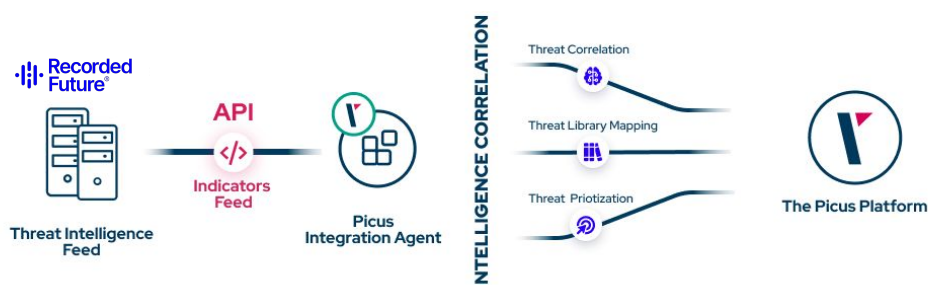 Recorded
Future®
Threat Intelligence
Feed
API
</>
Indicators
Feed
Picus
Integration Agent
NTELLIGENCE CORRELATION
Threat Correlation
Threat Library Mapping
Threat Priotization
The Picus Platform